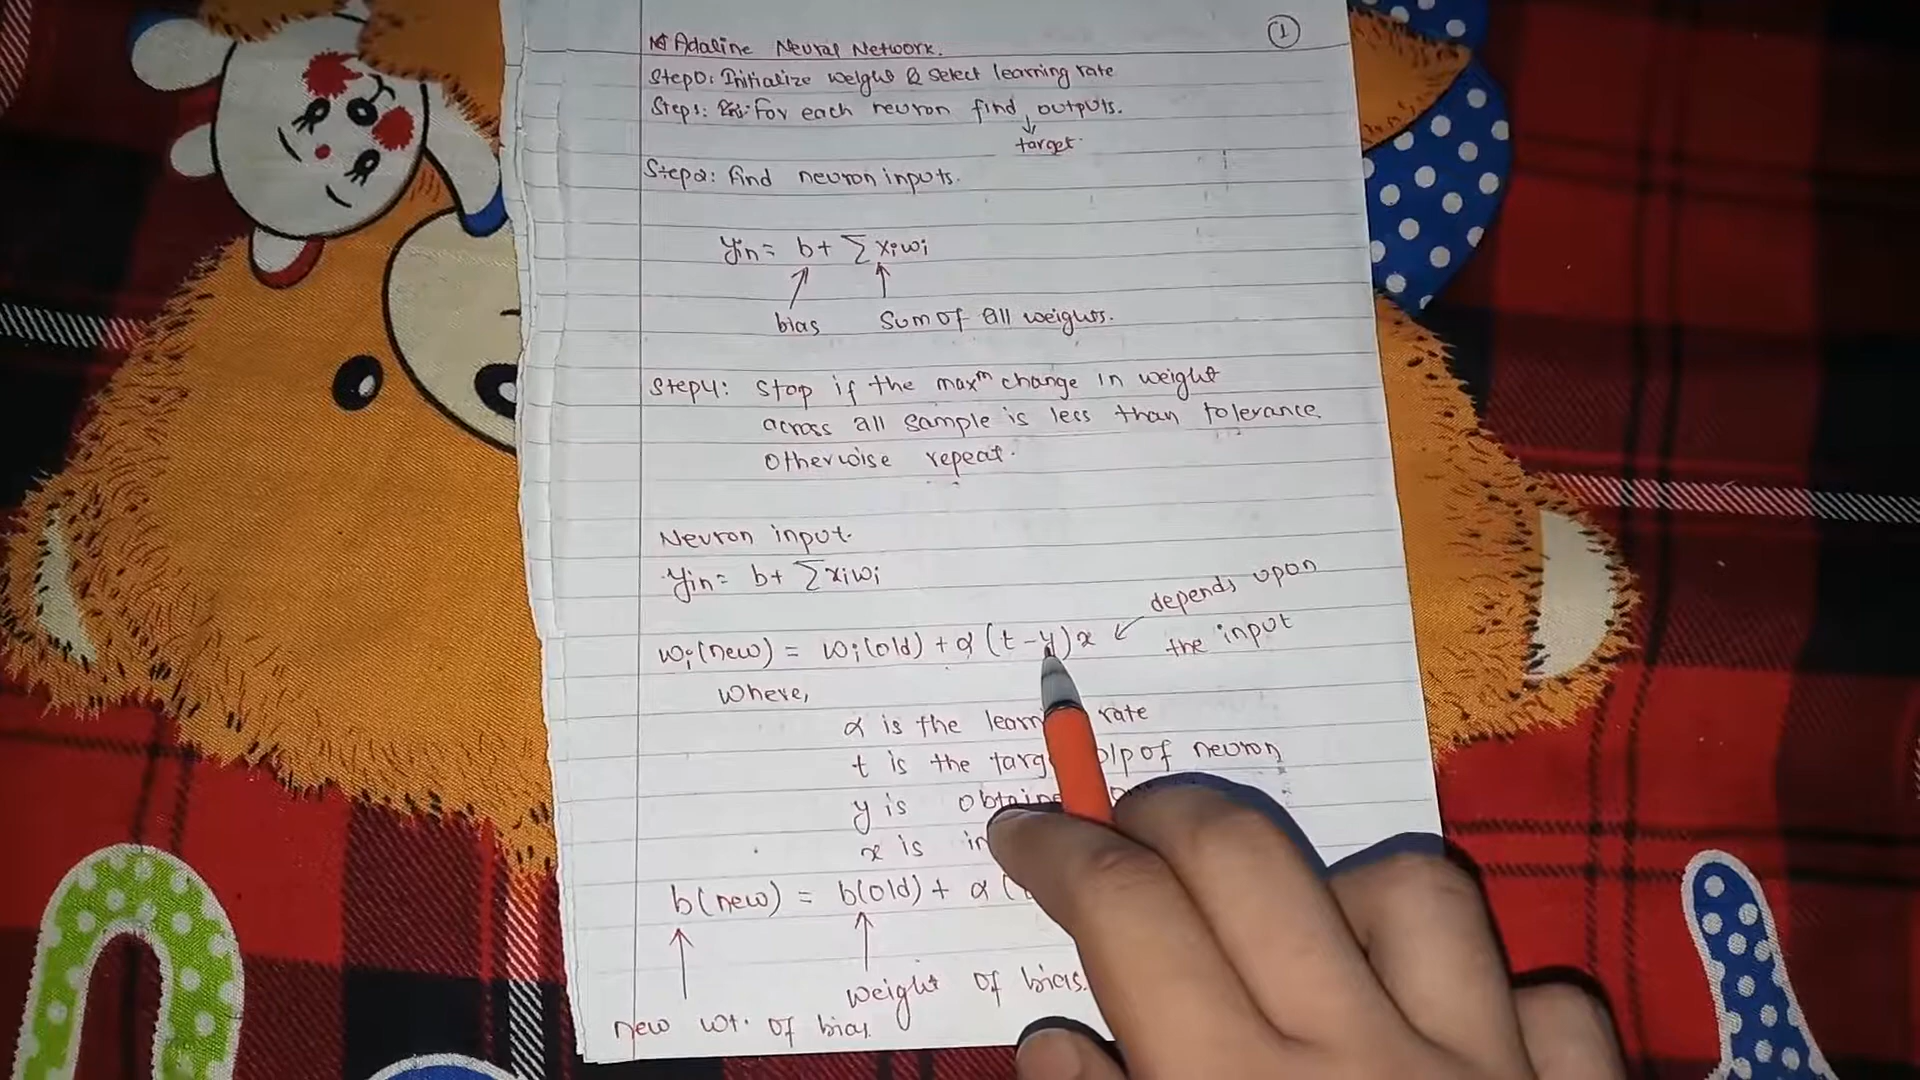 ①
Adaline Neural Network.
Step0: Initialize weight & select learning rate
Step1: For each neuron find outputs.
↓
target.
Step2: find neuron inputs.
yin = b + ∑ xiwi
bias sum of all weights.
Step4: Stop if the maxm change in weight
across all sample is less than tolerance
otherwise repeat.
Neuron input.
yin = b + ∑xiwi
depends upon
the input
wi(new) = wi(old) + α (t-y)x
where,
α is the rate
t is the of neuron
y is
x is
b(new) = b(old) + α (
weight of bias.
new wt. of bias.